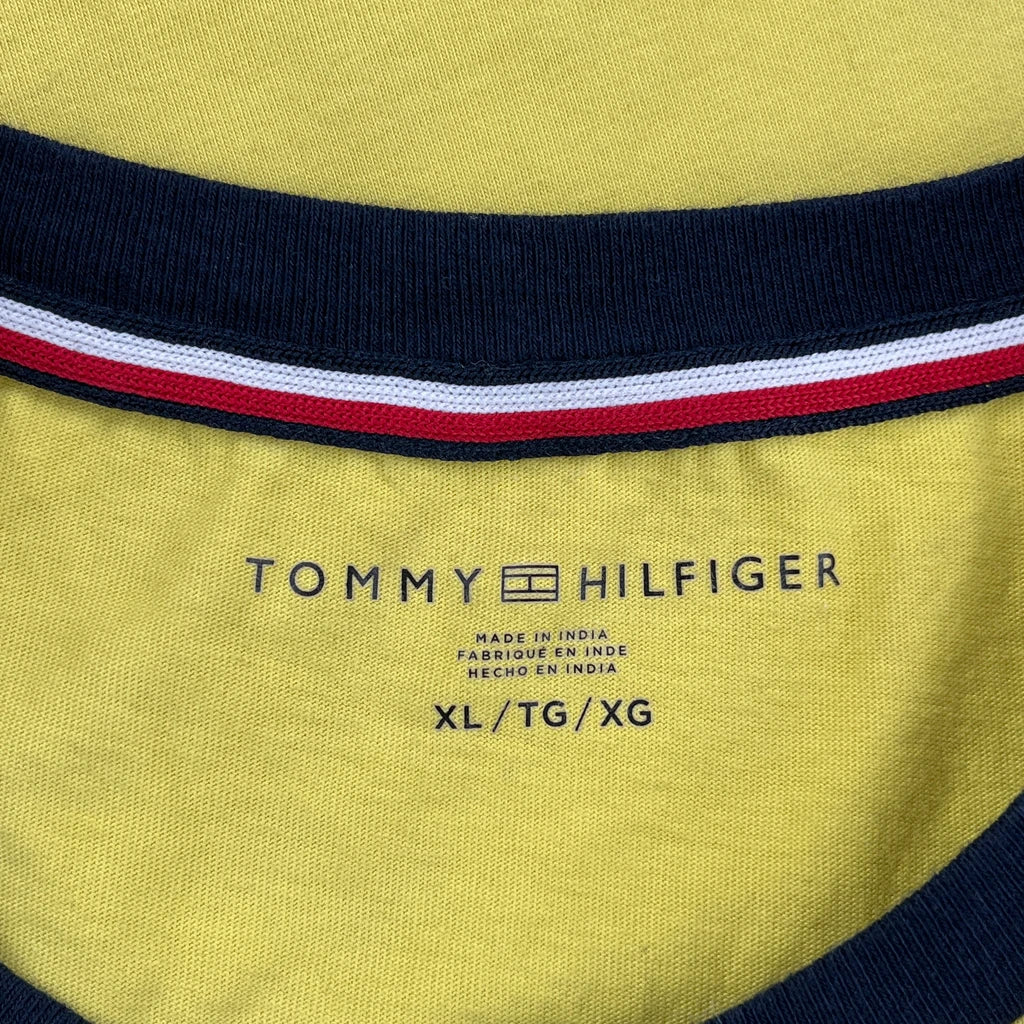 TOMMY HILFIGER
MADE IN INDIA
FABRIQUÉ EN INDE
HECHO EN INDIA
XL/TG/XG